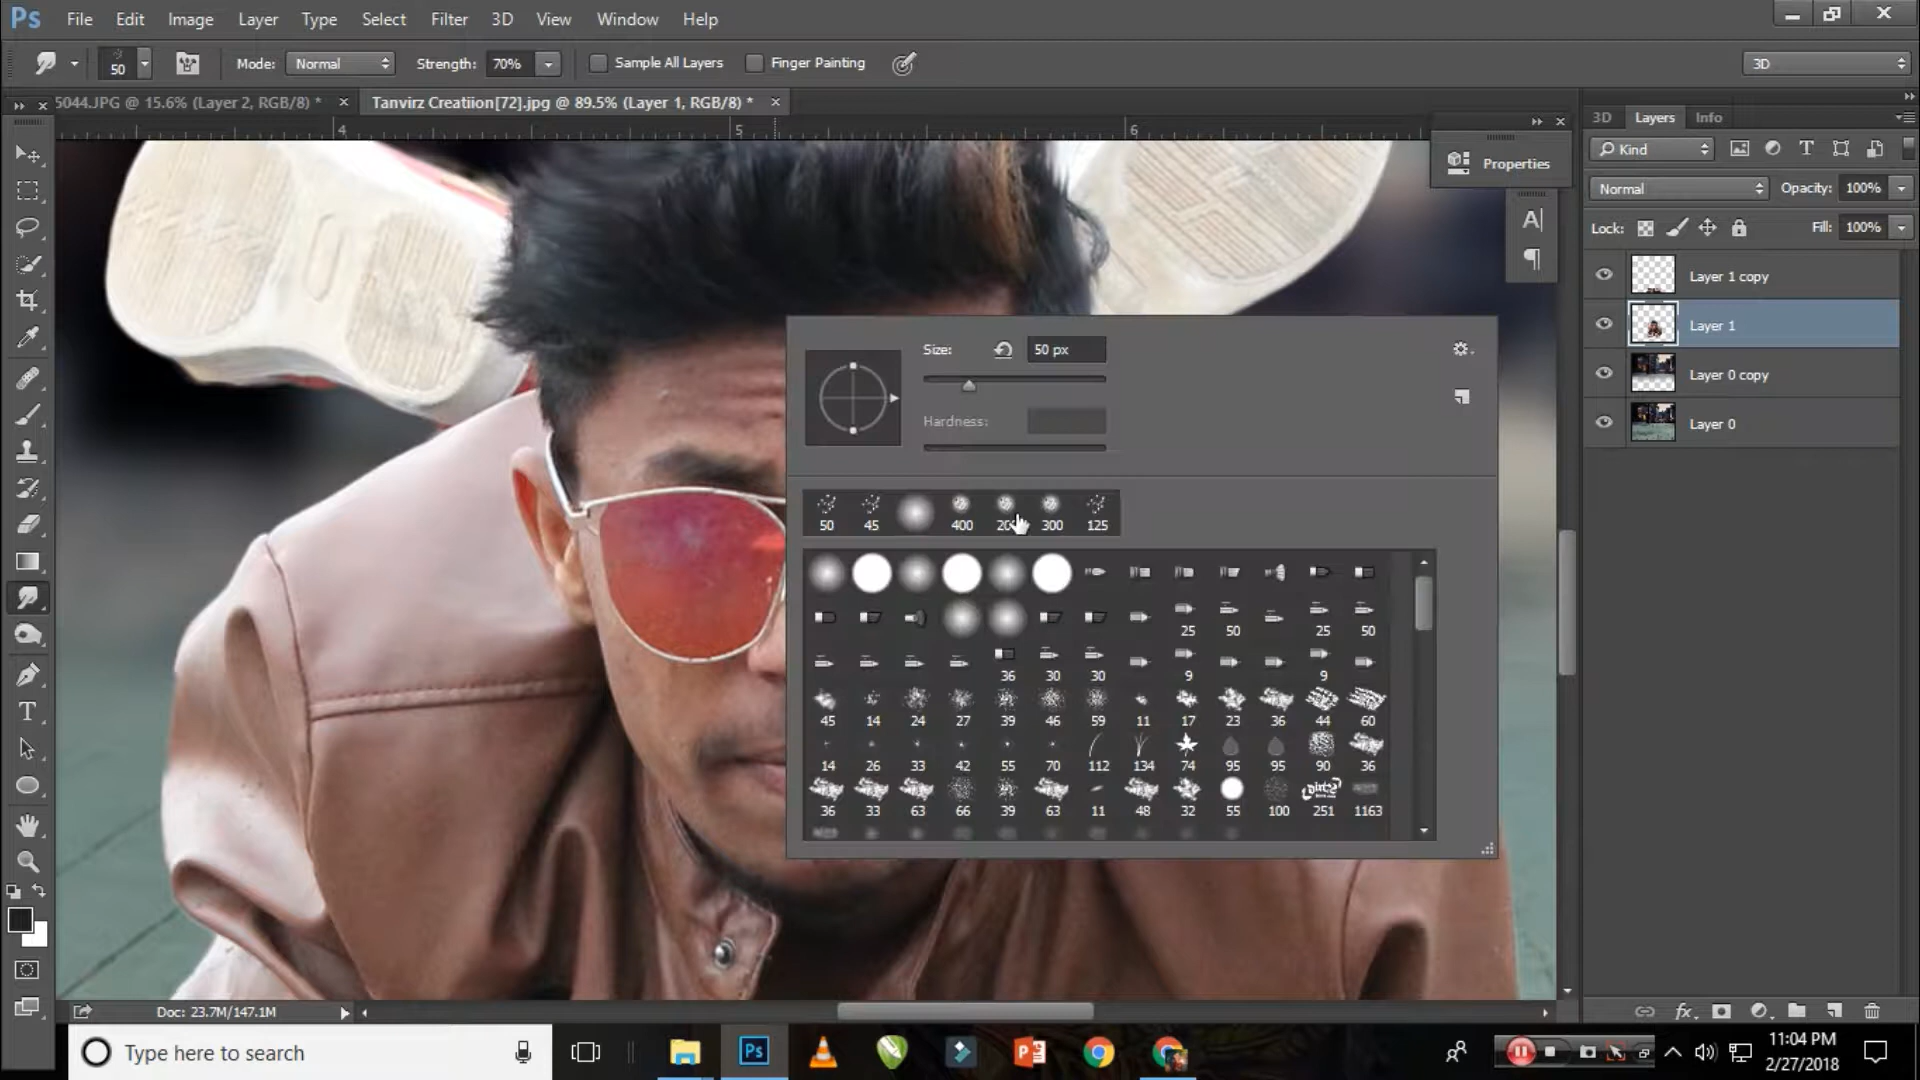 Ps File Edit Image Layer Type Select Filter 3D View Window Help
50 Mode: Normal Strength: 70% Sample All Layers Finger Painting 3D
5044.JPG @ 15.6% (Layer 2, RGB/8) * Tanvirz Creatiion[72].jpg @ 89.5% (Layer 1, RGB/8) *
3D Layers Info
4 5 6
Kind
Properties
Normal Opacity: 100%
Lock: Fill: 100%
Layer 1 copy
Layer 1
Layer 0 copy
Layer 0
Size: 50 px
Hardness:
50 45 400 300 125
25 50 25 50
36 30 30 9 9
45 14 24 27 39 46 59 11 17 23 36 44 60
14 26 33 42 55 70 112 134 74 95 95 90 36
36 33 63 66 39 63 11 48 32 55 100 251 1163
Doc: 23.7M/147.1M
Type here to search
Ps
11:04 PM
2/27/2018